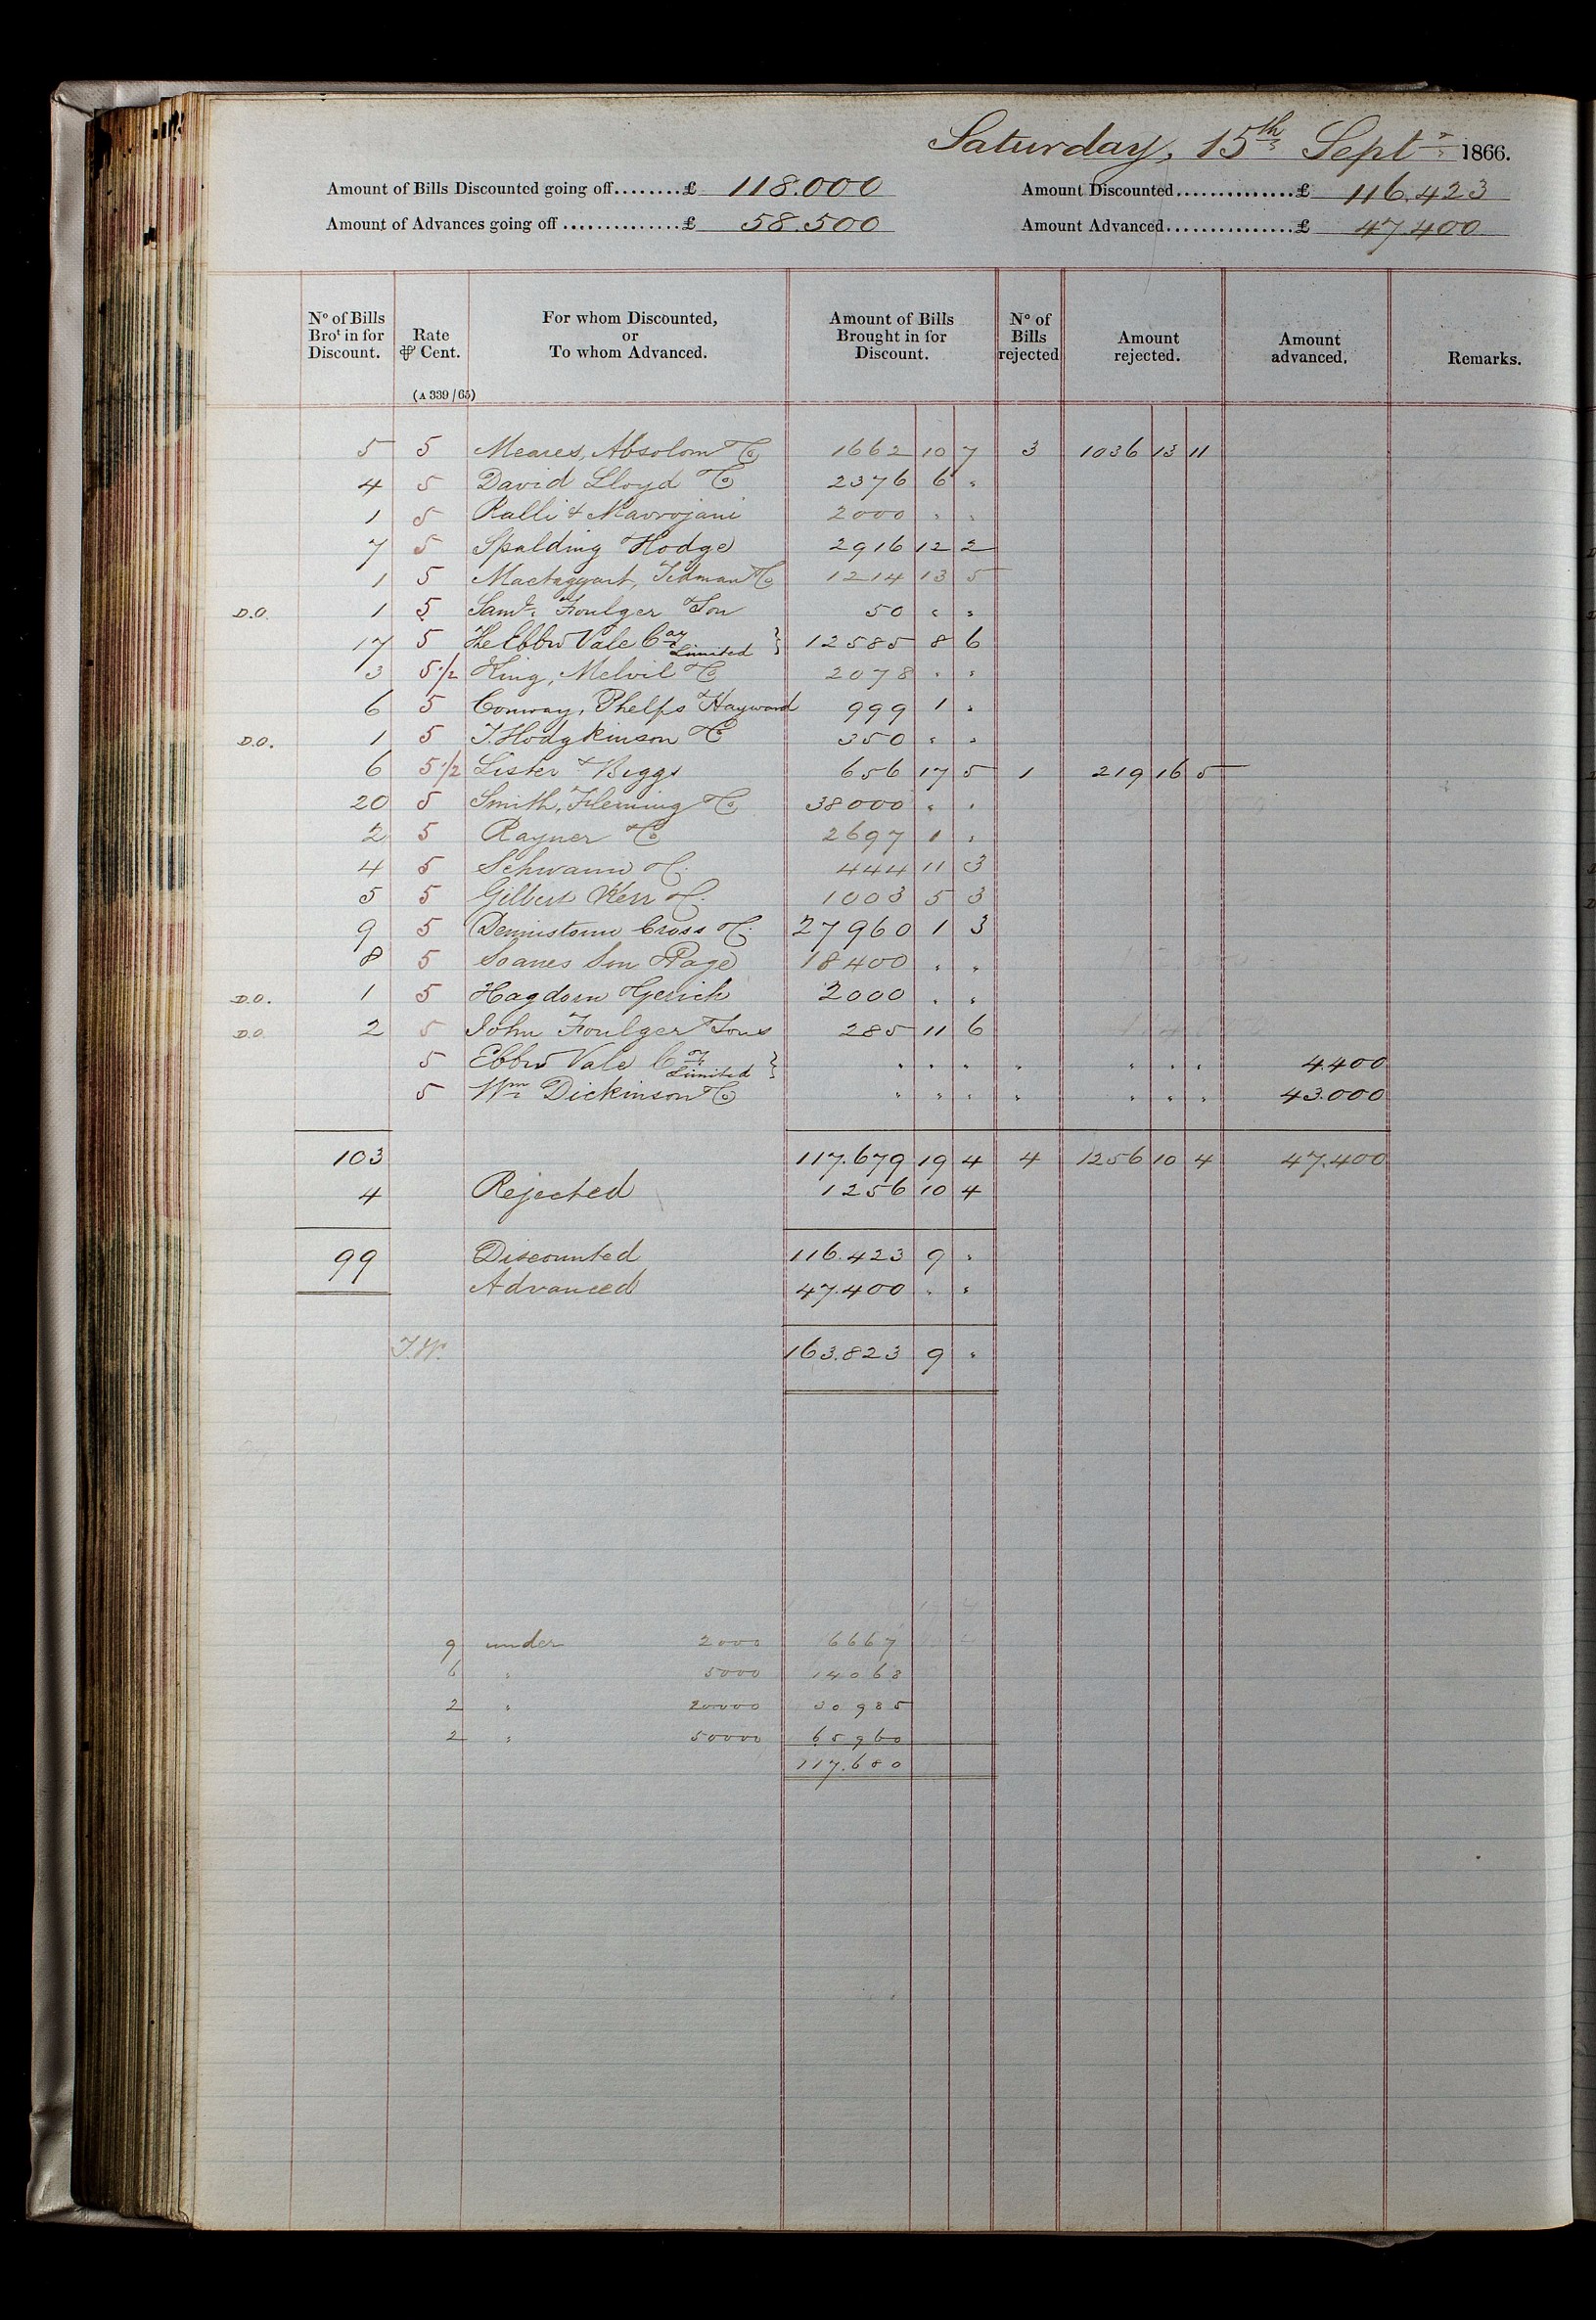 Saturday, 15th Septr 1866.
Amount of Bills Discounted going off........£ 118.000 Amount Discounted..............£ 116.423
Amount of Advances going off ..............£ 58.500 Amount Advanced...............£ 47.400
No of Bills Brot in for Discount. Rate ⅌ Cent. (A 339/65) For whom Discounted, or To whom Advanced. Amount of Bills Brought in for Discount. No of Bills rejected Amount rejected. Amount advanced. Remarks.
5 5 Meares, Absolom & Co 1662 10 7 3 1036 13 11
4 5 David Lloyd & Co 2376 6 "
1 5 Ralli & Mavrojani 2000 " "
7 5 Spalding & Hodge 2916 12 2
1 5 Mactaggart, Tidman & Co 1214 13 5
D.O. 1 5 Saml. Foulger & Son 50 " "
17 5 The Ebbw Vale Coy Limited } 12585 8 6
3 5 1/2 King, Melvil & Co 2078 " "
6 5 Conway, Phelps & Hayward 999 1 "
D.O. 1 5 T. Hodgkinson & Co 350 " "
6 5 1/2 Lister & Biggs 656 17 5 1 219 16 5
20 5 Smith, Fleming & Co 38000 " "
2 5 Rayner & Co 2697 1 "
4 5 Schwann & Co. 444 11 3
5 5 Gilbert Kerr & Co. 1003 5 3
9 5 Dennistoun Cross & Co. 27960 1 3
8 5 Soanes Son & Page 18400 " "
D.O. 1 5 Hagdorn & Gerich 2000 " "
D.O. 2 5 John Foulger & Sons 285 11 6
5 Ebbw Vale Coy. Limited } " " " " " " " 4.400
5 Wm Dickinson & Co " " " " " " " 43.000
103 117.679 19 4 4 1256 10 4 47.400
4 Rejected 1256 10 4
99 Discounted 116.423 9 "
Advanced 47.400 " "
T.W. 163.823 9 "
9 under 2000 6667
6 " 5000 14068
2 " 20000 30985
2 " 50000 65960
117.680